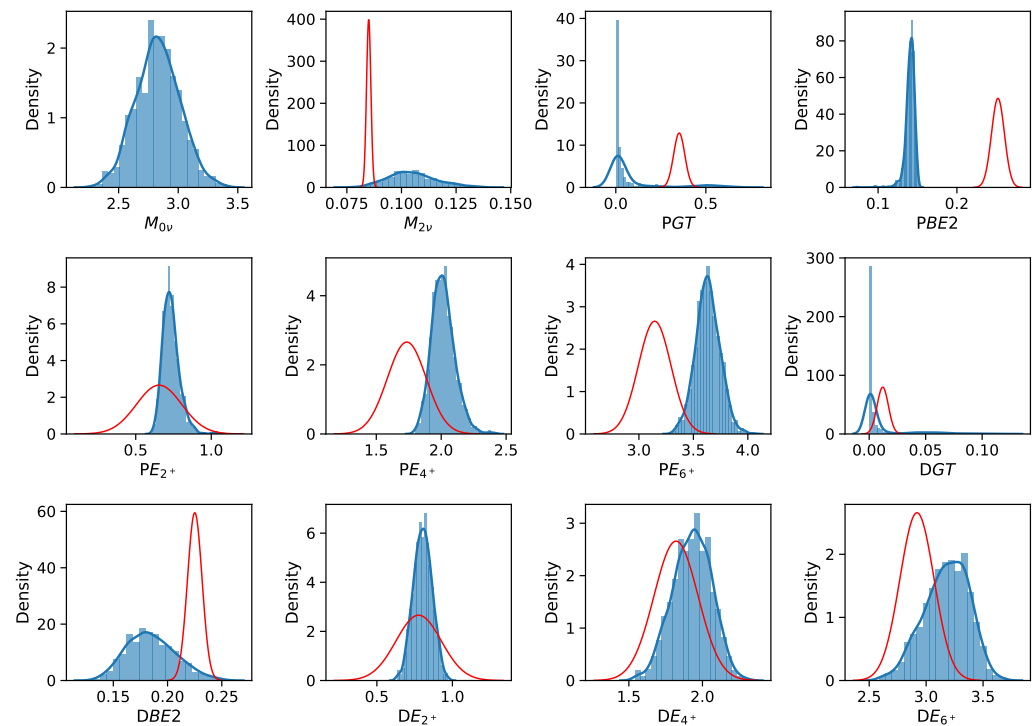 Density
2
1
0
2.5 3.0 3.5
M0ν
Density
400
300
200
100
0
0.075 0.100 0.125 0.150
M2ν
Density
40
30
20
10
0
0.0 0.5
PGT
Density
80
60
40
20
0
0.1 0.2
PBE2
Density
8
6
4
2
0
0.5 1.0
PE2+
Density
4
2
0
1.5 2.0 2.5
PE4+
Density
4
3
2
1
0
3.0 3.5 4.0
PE6+
Density
300
200
100
0
0.00 0.05 0.10
DGT
Density
60
40
20
0
0.15 0.20 0.25
DBE2
Density
6
4
2
0
0.5 1.0
DE2+
Density
3
2
1
0
1.5 2.0
DE4+
Density
2
1
0
2.5 3.0 3.5
DE6+